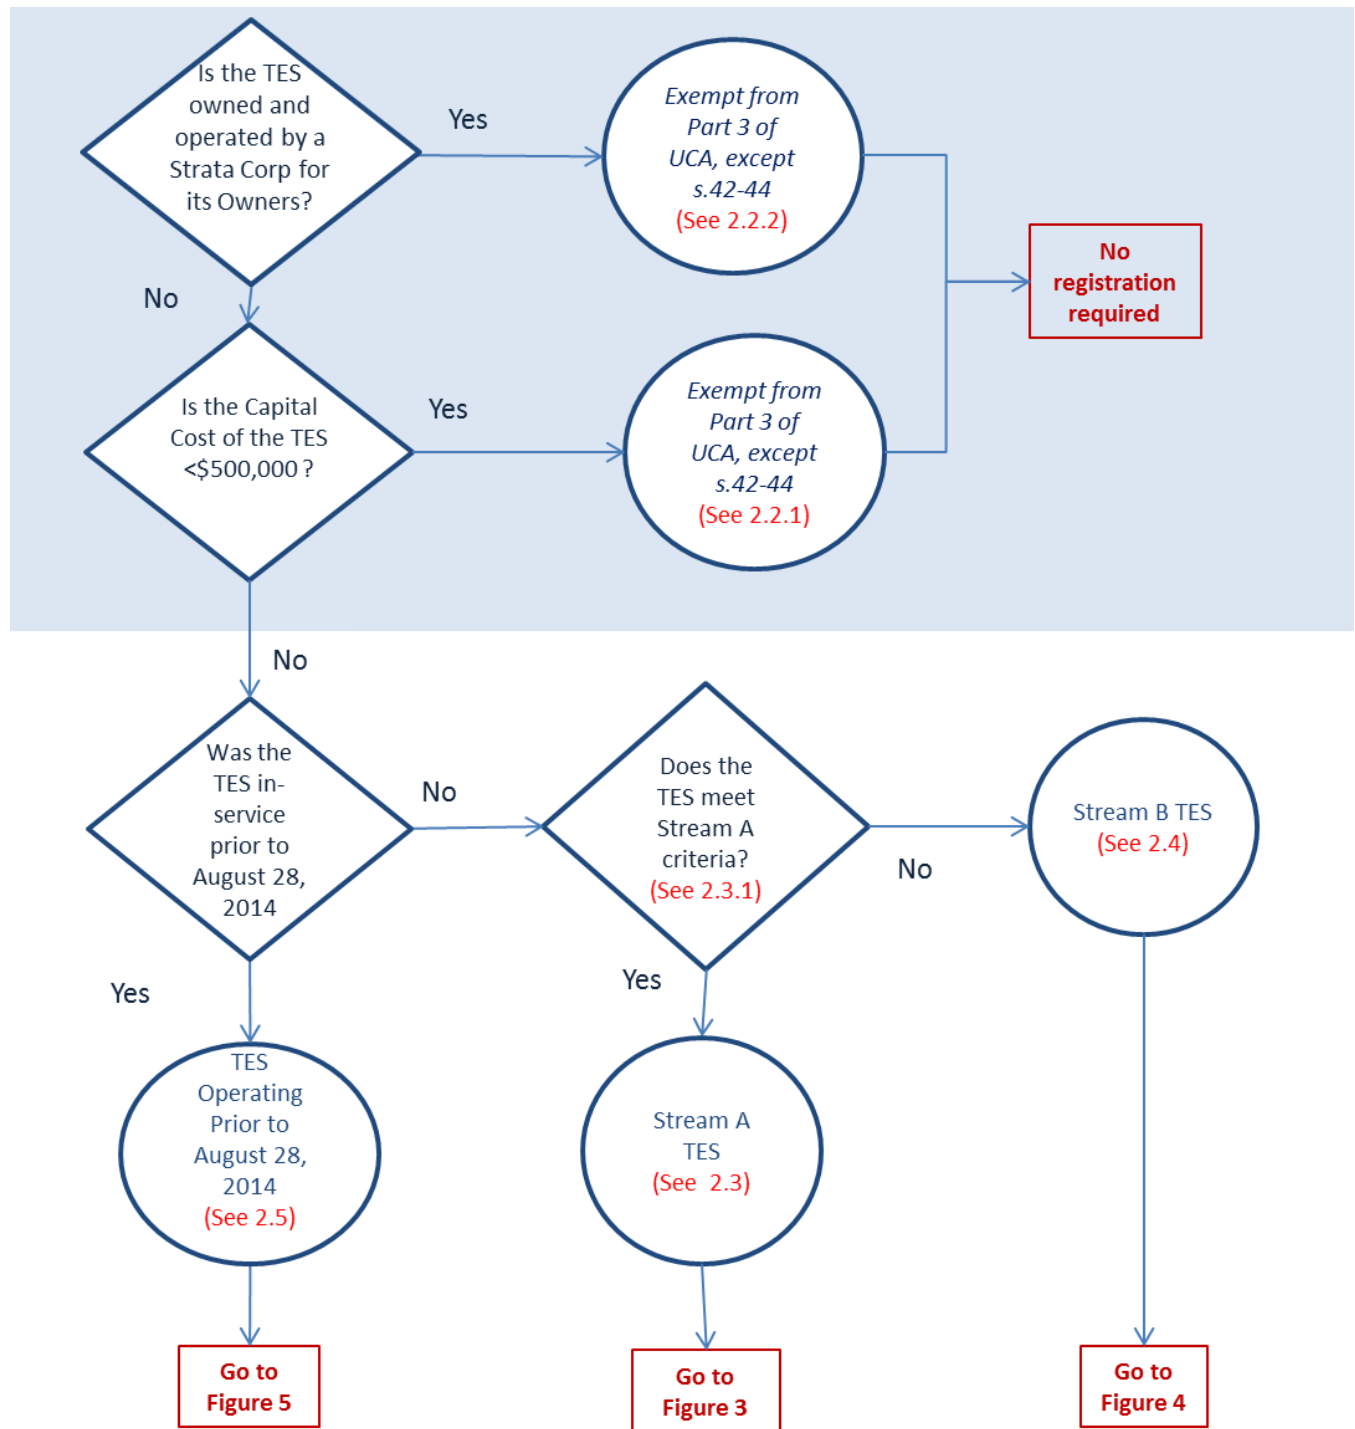 Is the TES
owned and
operated by a
Strata Corp for
its Owners?
Yes
Exempt from
Part 3 of
UCA, except
s.42-44
(See 2.2.2)
No
registration
required
No
Is the Capital
Cost of the TES
<$500,000 ?
Yes
Exempt from
Part 3 of
UCA, except
s.42-44
(See 2.2.1)
No
Was the
TES in-
service
prior to
August 28,
2014
No
Does the
TES meet
Stream A
criteria?
(See 2.3.1)
No
Stream B TES
(See 2.4)
Yes
TES
Operating
Prior to
August 28,
2014
(See 2.5)
Yes
Stream A
TES
(See  2.3)
Go to
Figure 5
Go to
Figure 3
Go to
Figure 4